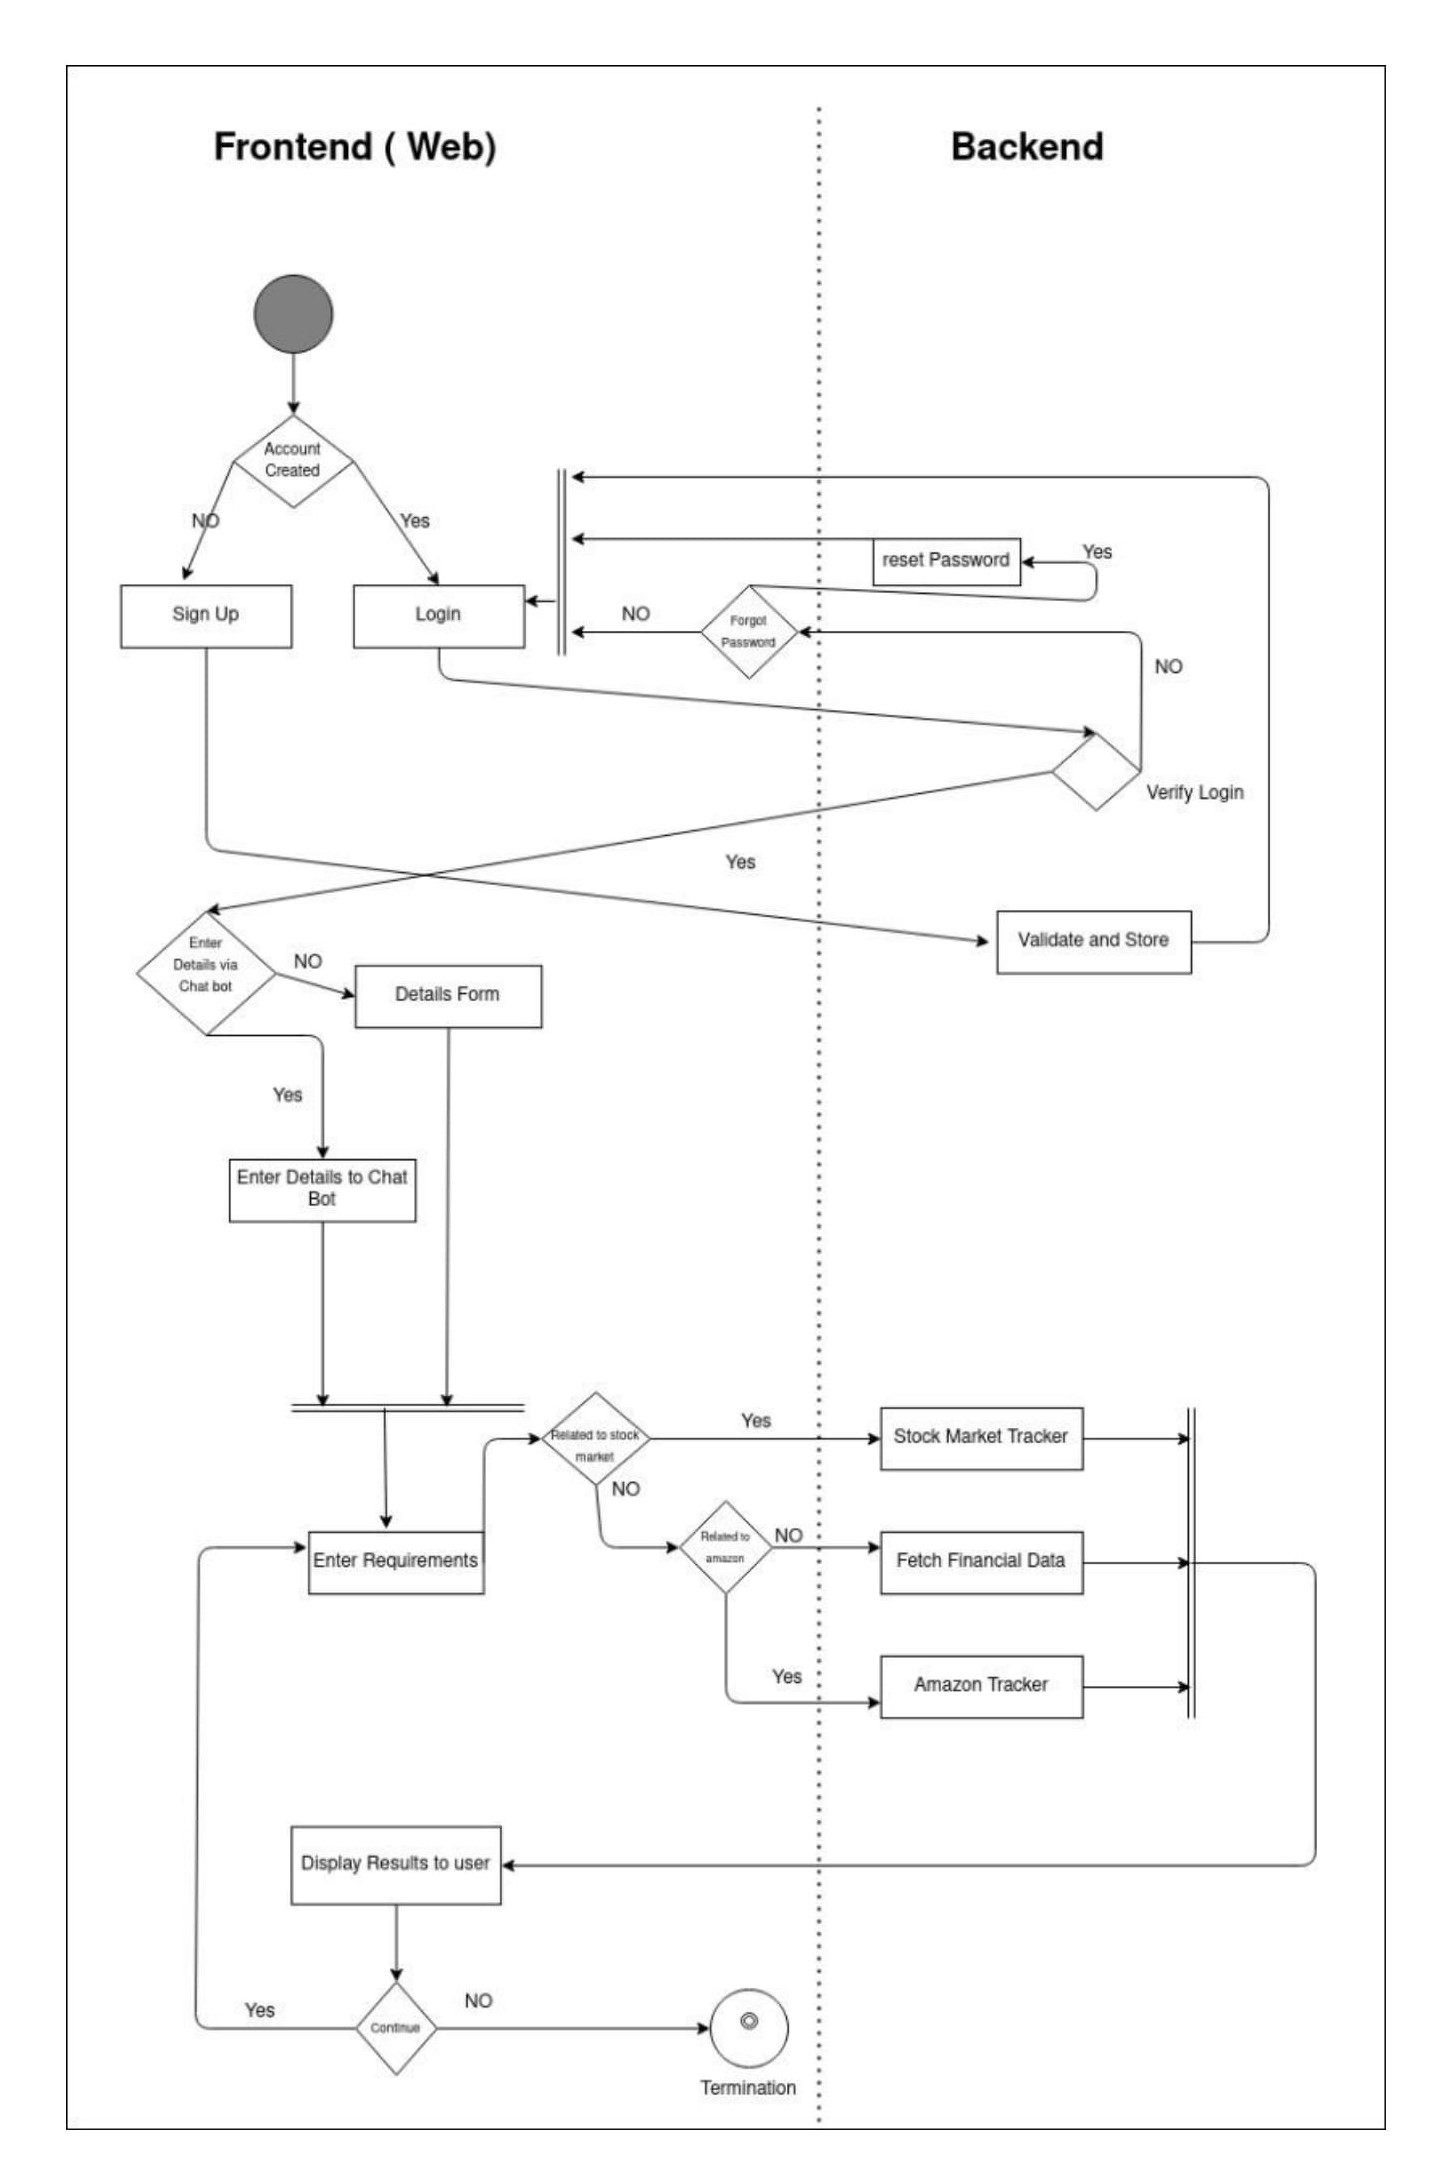 Frontend ( Web)
Backend
Account
Created
NO
Yes
Sign Up
Login
reset Password
Yes
NO
Forgot
Password
NO
Verify Login
Yes
Validate and Store
Enter
Details via
Chat bot
NO
Details Form
Yes
Enter Details to Chat
Bot
Related to stock
market
Yes
Stock Market Tracker
NO
Enter Requirements
Related to
amazon
NO
Fetch Financial Data
Yes
Amazon Tracker
Display Results to user
Yes
Continue
NO
Termination